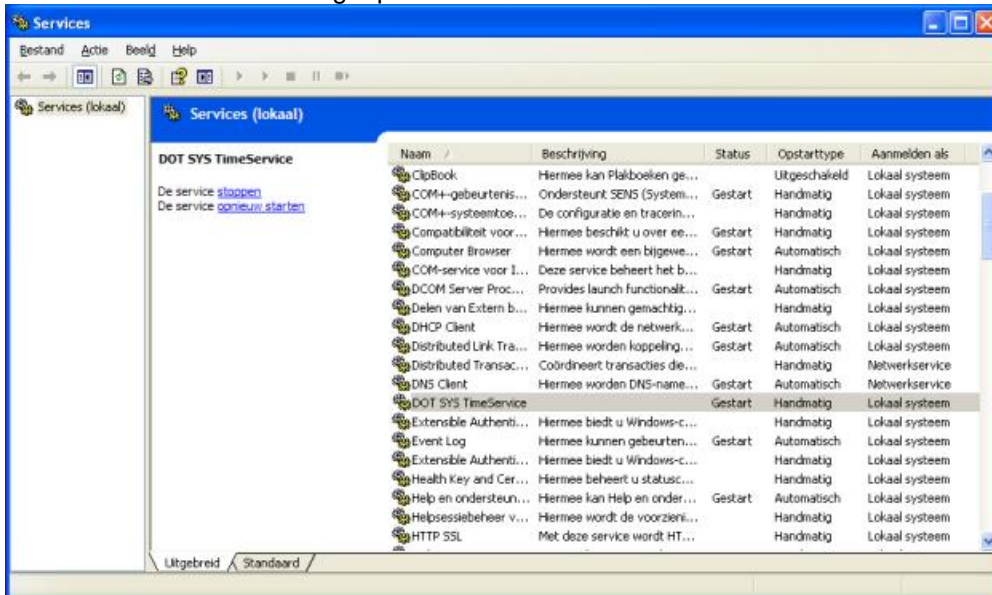 Services
Bestand Actie Beeld Help
Services (lokaal)
Services (lokaal)
DOT SYS TimeService
De service stoppen
De service opnieuw starten
Naam Beschrijving Status Opstarttype Aanmelden als
ClipBook Hiermee kan Plakboeken ge... Uitgeschakeld Lokaal systeem
COM+-gebeurtenis... Ondersteunt SENS (System... Gestart Handmatig Lokaal systeem
COM+-systeemtoe... De configuratie en tracerin... Handmatig Lokaal systeem
Compatibiliteit voor... Hiermee beschikt u over ee... Gestart Handmatig Lokaal systeem
Computer Browser Hiermee wordt een bijgewe... Gestart Automatisch Lokaal systeem
COM-service voor I... Deze service beheert het b... Handmatig Lokaal systeem
DCOM Server Proc... Provides launch functionalit... Gestart Automatisch Lokaal systeem
Delen van Extern b... Hiermee kunnen gemachtig... Handmatig Lokaal systeem
DHCP Client Hiermee wordt de netwerk... Gestart Automatisch Lokaal systeem
Distributed Link Tra... Hiermee worden koppeling... Gestart Automatisch Lokaal systeem
Distributed Transac... Coördineert transacties die... Handmatig Netwerkservice
DNS Client Hiermee worden DNS-name... Gestart Automatisch Netwerkservice
DOT SYS TimeService Gestart Handmatig Lokaal systeem
Extensible Authenti... Hiermee biedt u Windows-c... Handmatig Lokaal systeem
Event Log Hiermee kunnen gebeurten... Gestart Automatisch Lokaal systeem
Extensible Authenti... Hiermee biedt u Windows-c... Handmatig Lokaal systeem
Health Key and Cer... Hiermee beheert u statusc... Handmatig Lokaal systeem
Help en ondersteun... Hiermee kan Help en onder... Gestart Automatisch Lokaal systeem
Helpsessiebeheer v... Hiermee wordt de voorzieni... Handmatig Lokaal systeem
HTTP SSL Met deze service wordt HT... Handmatig Lokaal systeem
Uitgebreid Standaard